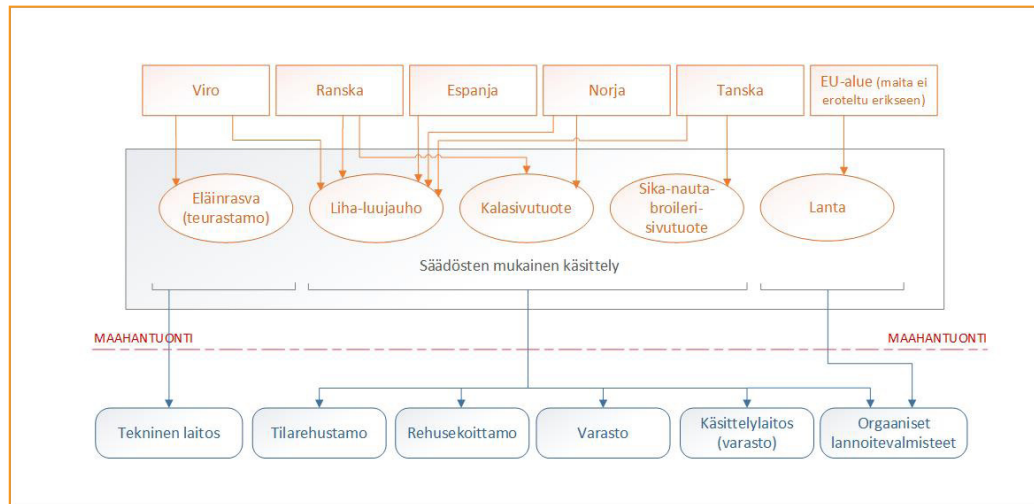 Viro
Ranska
Espanja
Norja
Tanska
EU-alue (maita ei
eroteltu erikseen)
Eläinrasva
(teurastamo)
Liha-luujauho
Kalasivutuote
Sika-nauta-
broileri-
sivutuote
Lanta
Säädösten mukainen käsittely
MAAHANTUONTI
MAAHANTUONTI
Tekninen laitos
Tilarehustamo
Rehusekoittamo
Varasto
Käsittelylaitos
(varasto)
Orgaaniset
lannoitevalmisteet